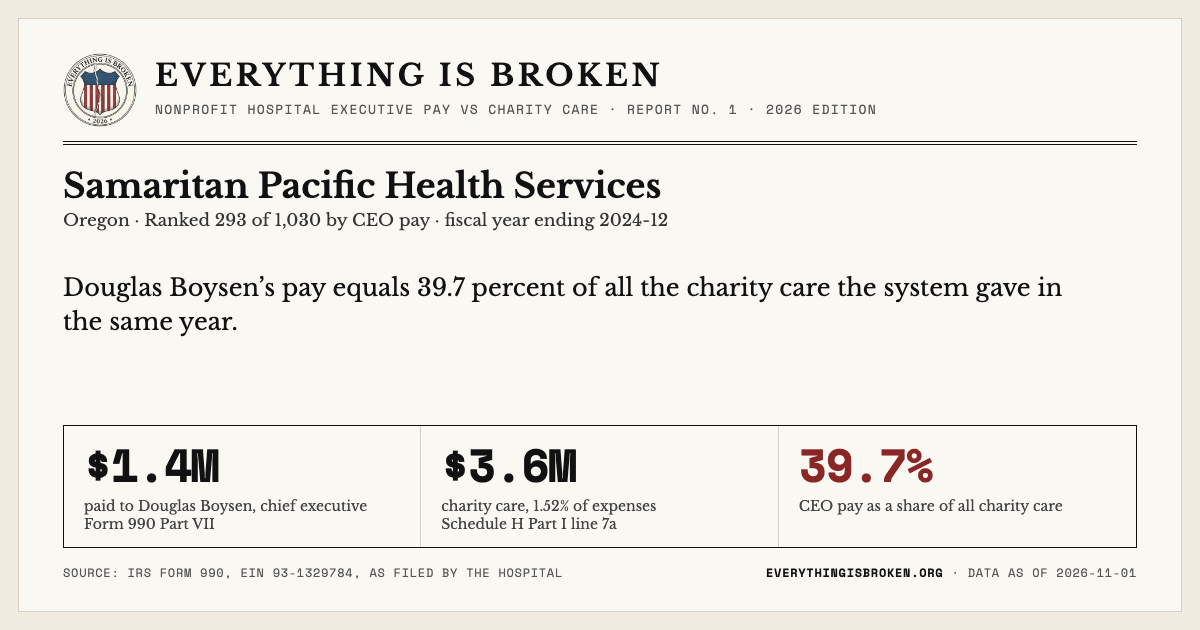 EVERYTHING IS BROKEN
2026
EVERYTHING IS BROKEN
NONPROFIT HOSPITAL EXECUTIVE PAY VS CHARITY CARE · REPORT NO. 1 · 2026 EDITION
Samaritan Pacific Health Services
Oregon · Ranked 293 of 1,030 by CEO pay · fiscal year ending 2024-12
Douglas Boysen’s pay equals 39.7 percent of all the charity care the system gave in
the same year.
$1.4M
paid to Douglas Boysen, chief executive
Form 990 Part VII
$3.6M
charity care, 1.52% of expenses
Schedule H Part I line 7a
39.7%
CEO pay as a share of all charity care
SOURCE: IRS FORM 990, EIN 93-1329784, AS FILED BY THE HOSPITAL
EVERYTHINGISBROKEN.ORG · DATA AS OF 2026-11-01